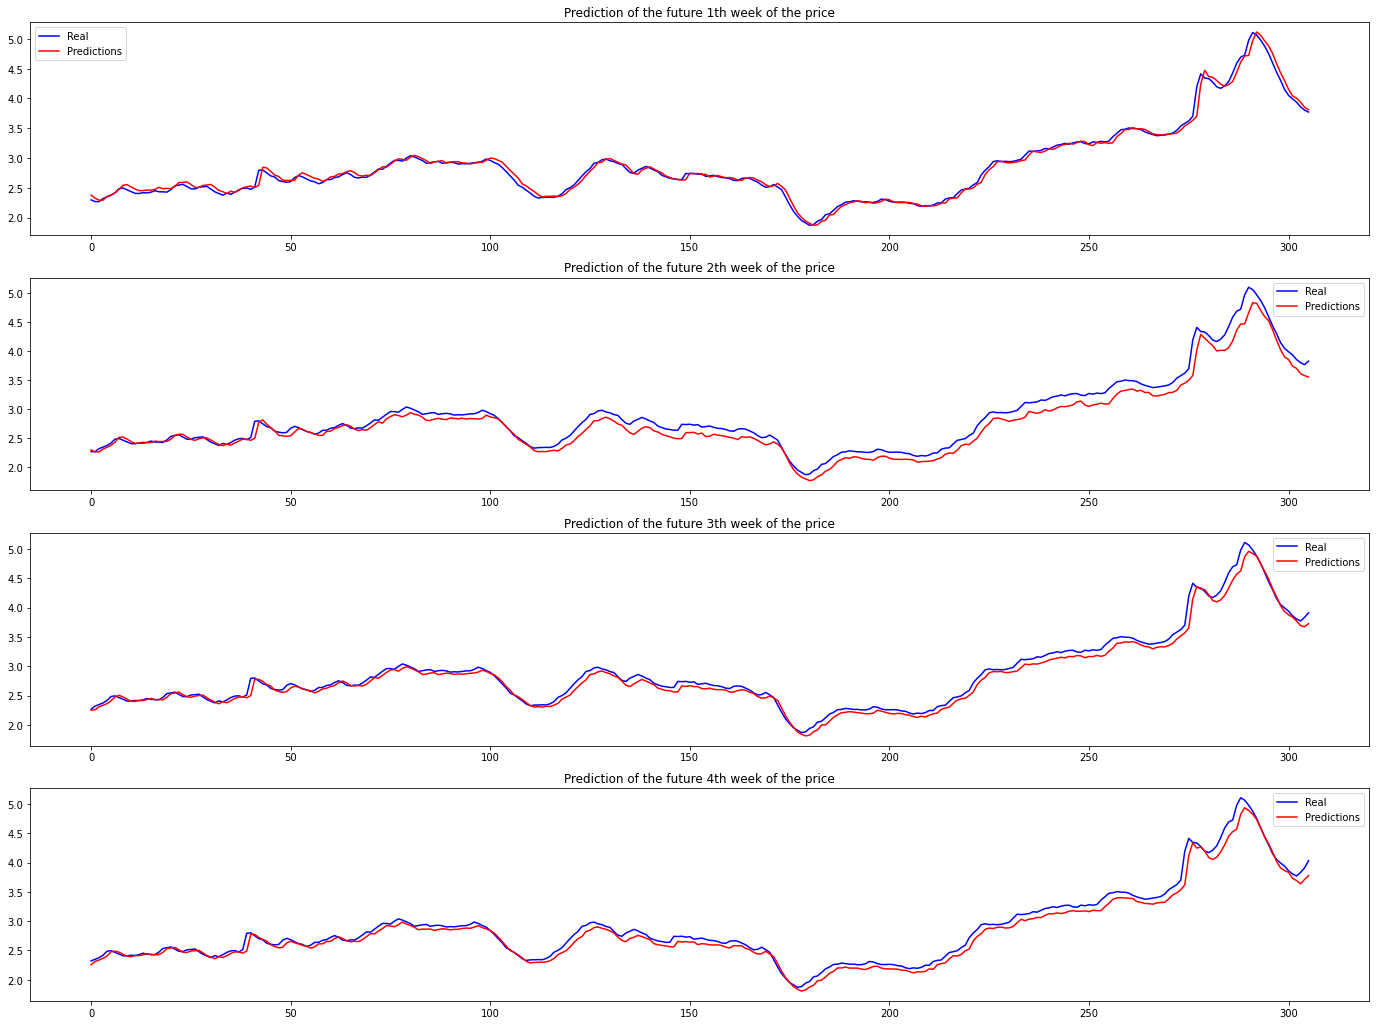 Prediction of the future 1th week of the price
Real
Predictions
5.0
4.5
4.0
3.5
3.0
2.5
2.0
0 50 100 150 200 250 300
Prediction of the future 2th week of the price
Real
Predictions
5.0
4.5
4.0
3.5
3.0
2.5
2.0
0 50 100 150 200 250 300
Prediction of the future 3th week of the price
Real
Predictions
5.0
4.5
4.0
3.5
3.0
2.5
2.0
0 50 100 150 200 250 300
Prediction of the future 4th week of the price
Real
Predictions
5.0
4.5
4.0
3.5
3.0
2.5
2.0
0 50 100 150 200 250 300